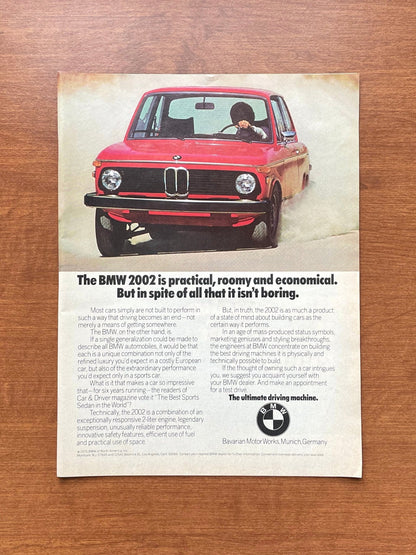 The BMW 2002 is practical, roomy and economical.
But in spite of all that it isn't boring.
Most cars simply are not built to perform in
such a way that driving becomes an end—not
merely a means of getting somewhere.
The BMW, on the other hand, is.
If a single generalization could be made to
describe all BMW automobiles, it would be that
each is a unique combination not only of the
refined luxury you'd expect in a costly European
car, but also of the extraordinary performance
you'd expect only in a sports car.
What is it that makes a car so impressive
that—for six years running—the readers of
Car & Driver magazine vote it "The Best Sports
Sedan in the World"?
Technically, the 2002 is a combination of an
exceptionally responsive 2-liter engine, legendary
suspension, unusually reliable performance,
innovative safety features, efficient use of fuel
and practical use of space.
But, in truth, the 2002 is as much a product
of a state of mind about building cars as the
certain way it performs.
In an age of mass-produced status symbols,
marketing geniuses and styling breakthroughs,
the engineers at BMW concentrate on building
the best driving machines it is physically and
technically possible to build.
If the thought of owning such a car intrigues
you, we suggest you acquaint yourself with
your BMW dealer. And make an appointment
for a test drive.
The ultimate driving machine.
BMW
Bavarian Motor Works, Munich, Germany